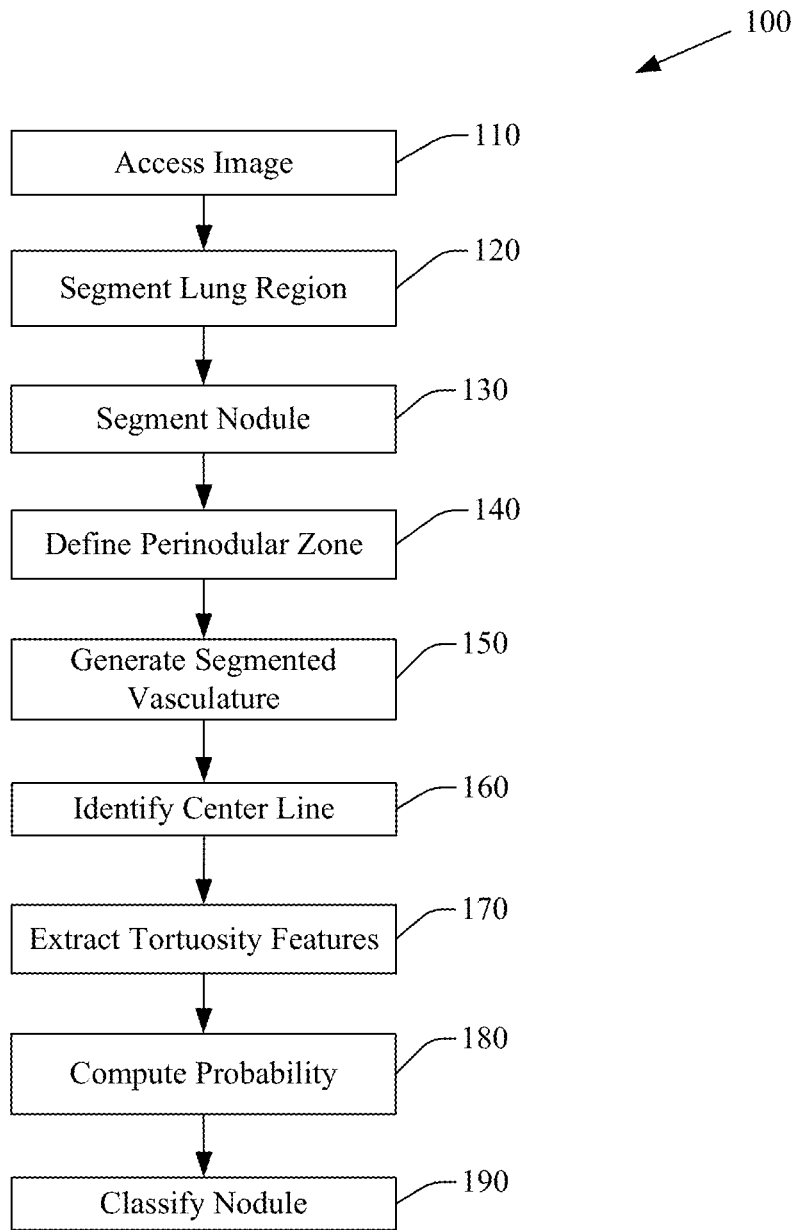 100
Access Image
110
Segment Lung Region
120
Segment Nodule
130
Define Perinodular Zone
140
Generate Segmented
Vasculature
150
Identify Center Line
160
Extract Tortuosity Features
170
Compute Probability
180
Classify Nodule
190